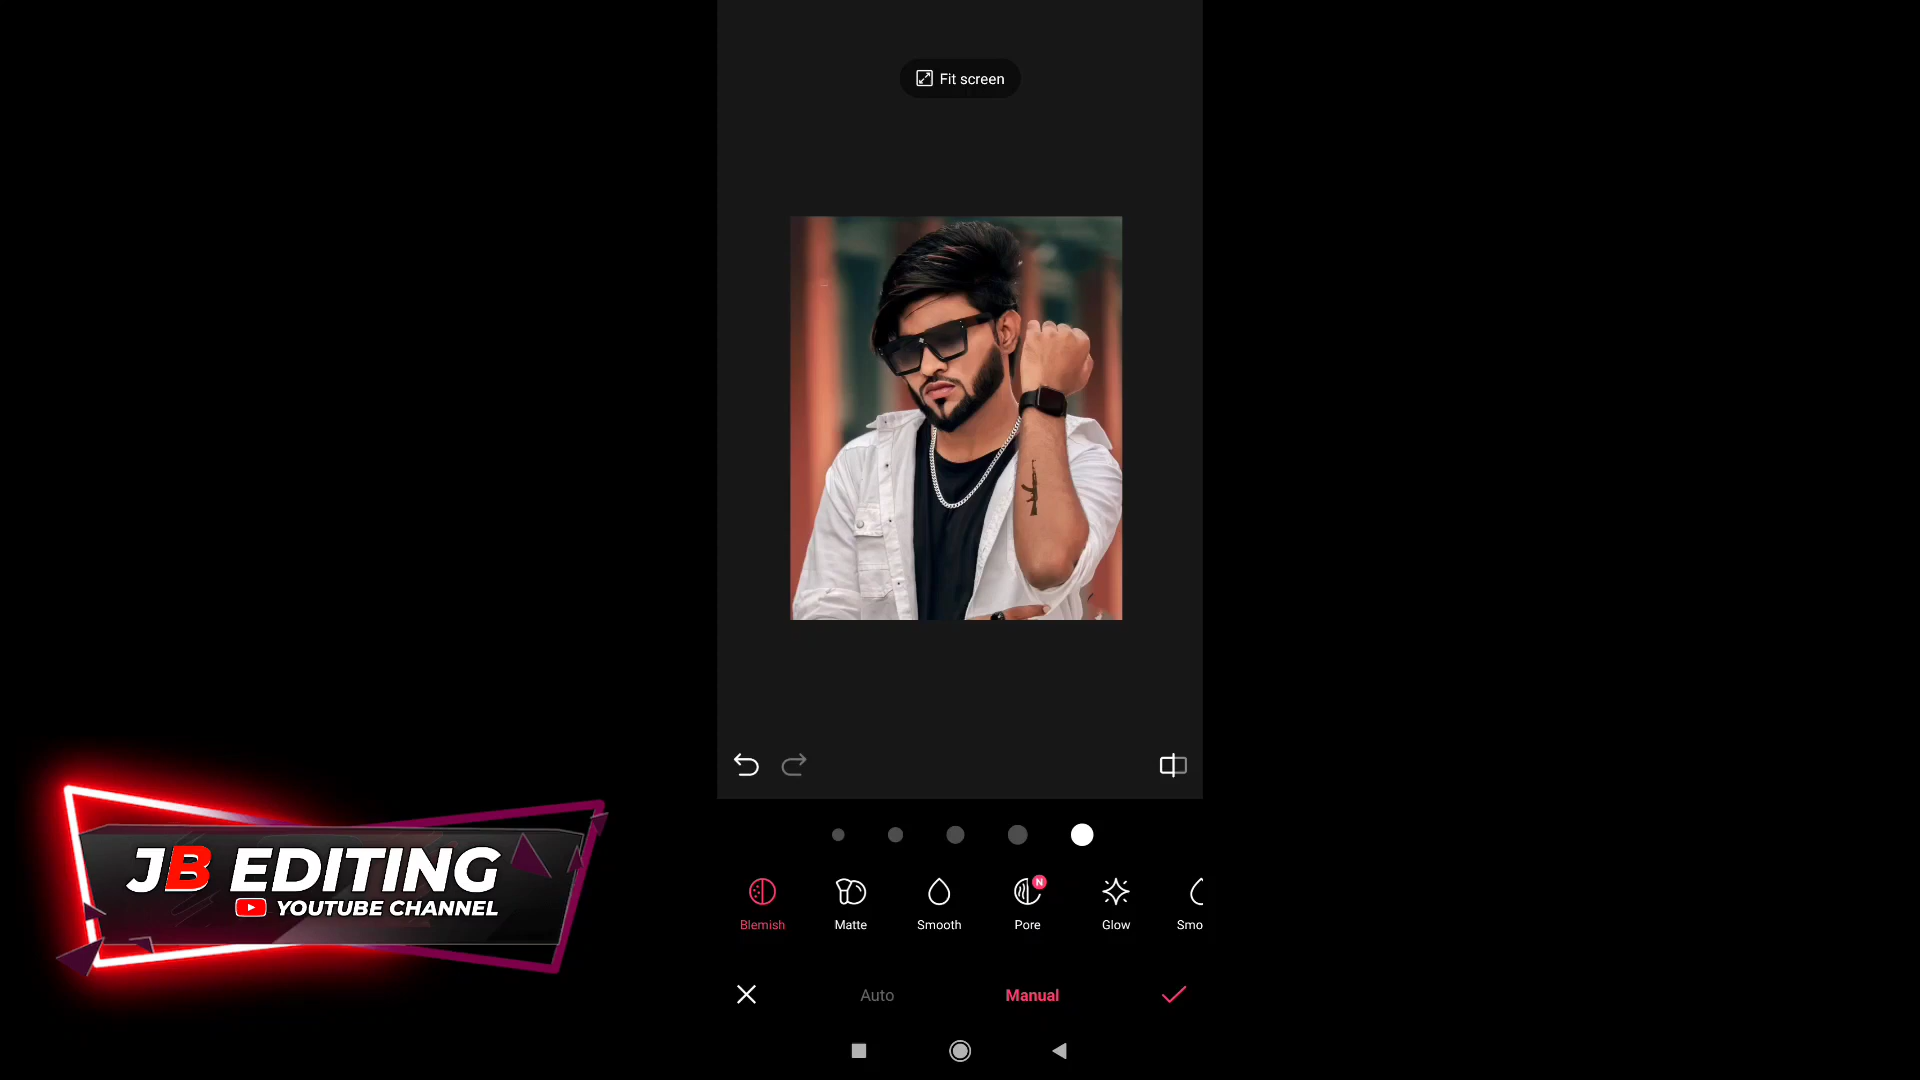 Fit screen
JB EDITING
YOUTUBE CHANNEL
Blemish
Matte
Smooth
N
Pore
Glow
Smo
Auto
Manual